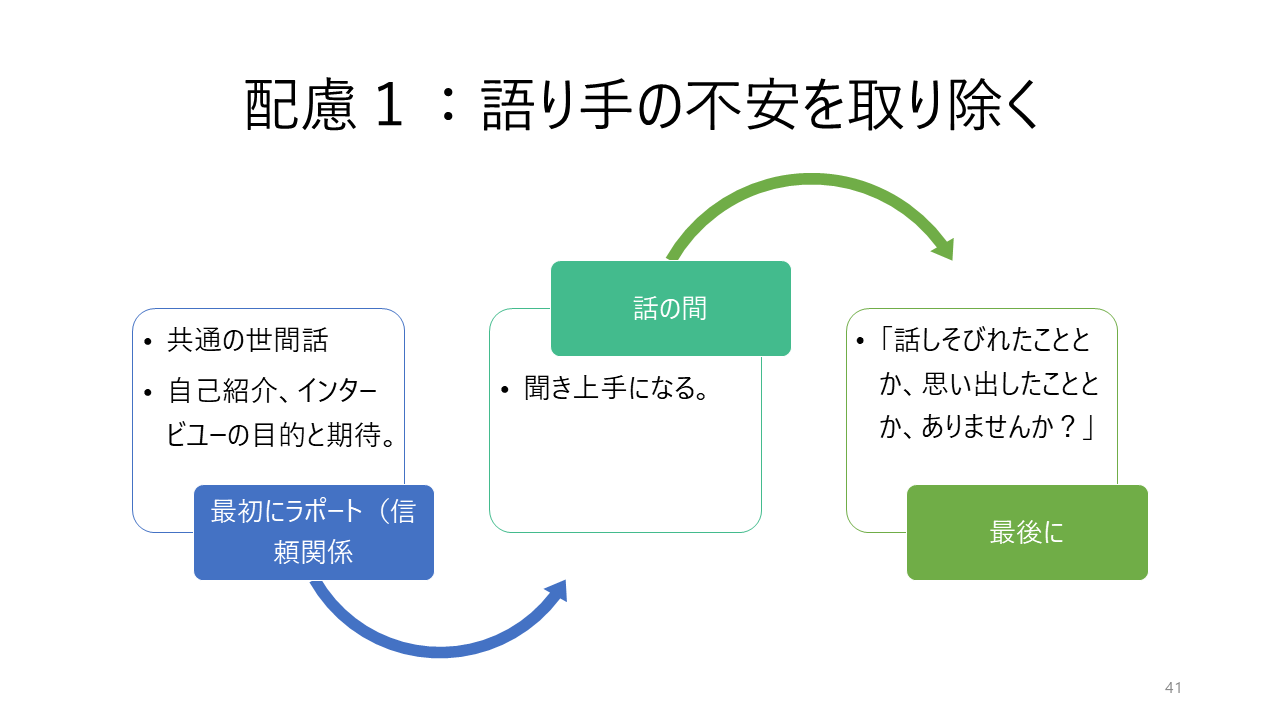 配慮１：語り手の不安を取り除く
• 共通の世間話
• 自己紹介、インター
ビユーの目的と期待。
最初にラポート（信
頼関係
話の間
• 聞き上手になる。
• 「話しそびれたことと
か、思い出したことと
か、ありませんか？」
最後に
41